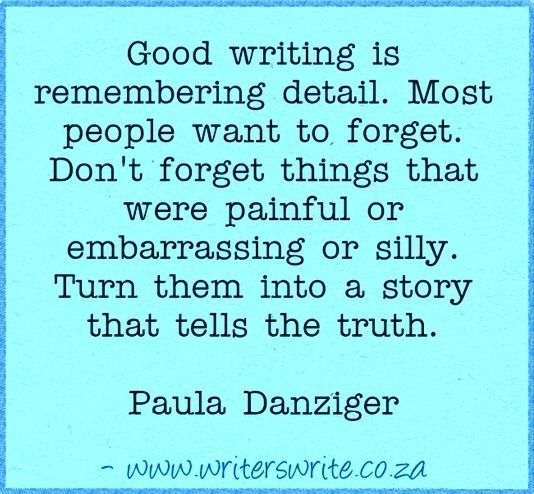 Good writing is
remembering detail. Most
people want to forget.
Don't forget things that
were painful or
embarrassing or silly.
Turn them into a story
that tells the truth.
Paula Danziger
- www.writerswrite.co.za